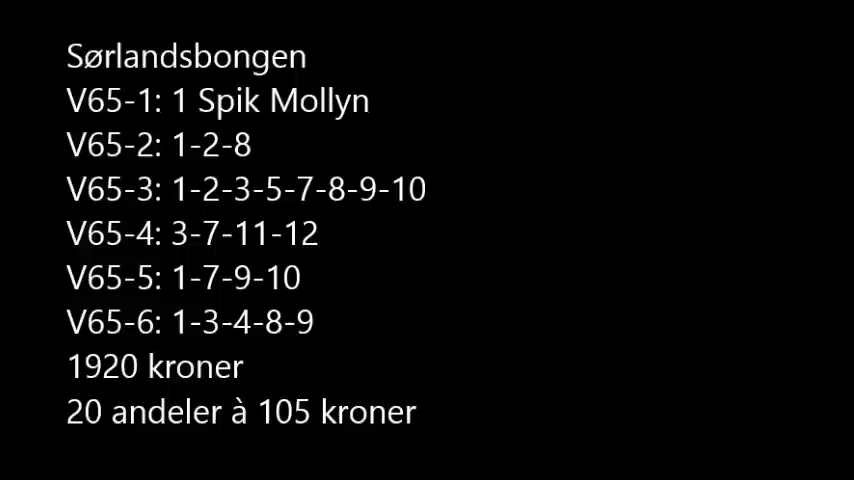 Sørlandsbongen
V65-1: 1 Spik Mollyn
V65-2: 1-2-8
V65-3: 1-2-3-5-7-8-9-10
V65-4: 3-7-11-12
V65-5: 1-7-9-10
V65-6: 1-3-4-8-9
1920 kroner
20 andeler à 105 kroner